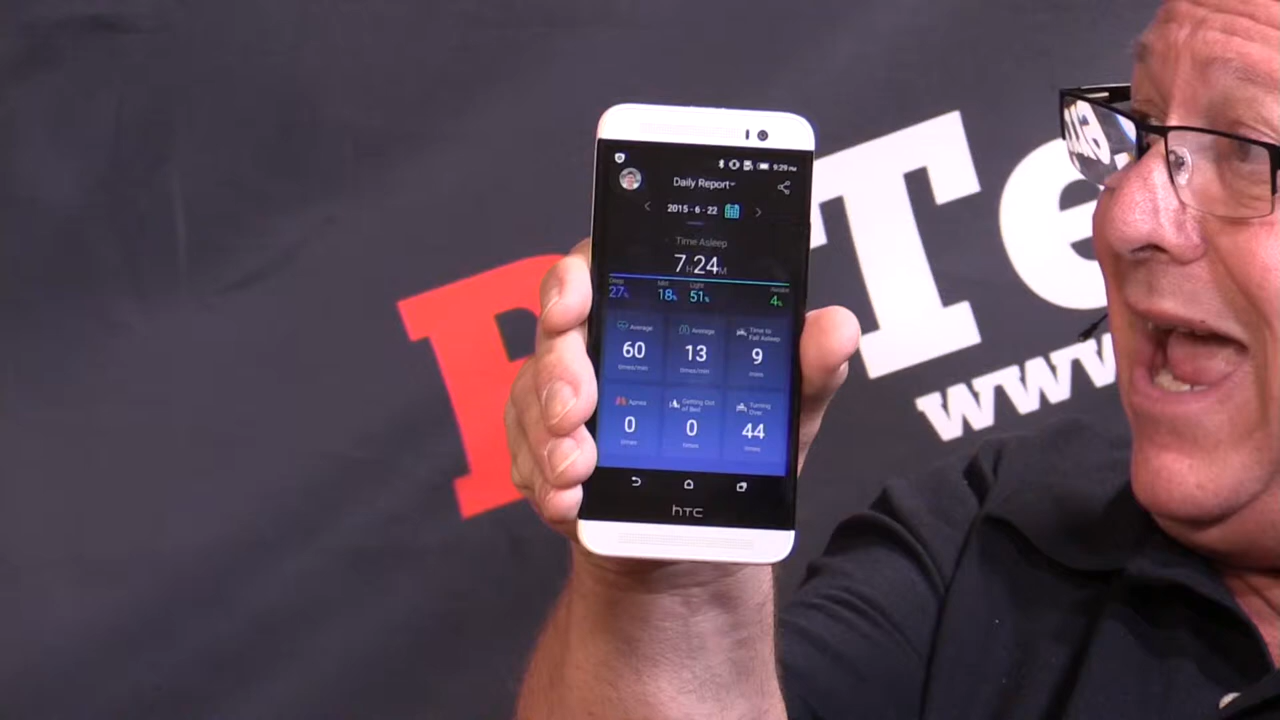 9:29 PM
Daily Report
2015 - 6 - 22
Time Asleep
7H24M
Deep
27%
Mid
18%
Light
51%
Awake
4%
Average
60
times/min
Average
13
times/min
Time to
Fall Asleep
9
mins
Apnea
0
times
Getting Out
of Bed
0
times
Turning
Over
44
times
hTC
Te
www